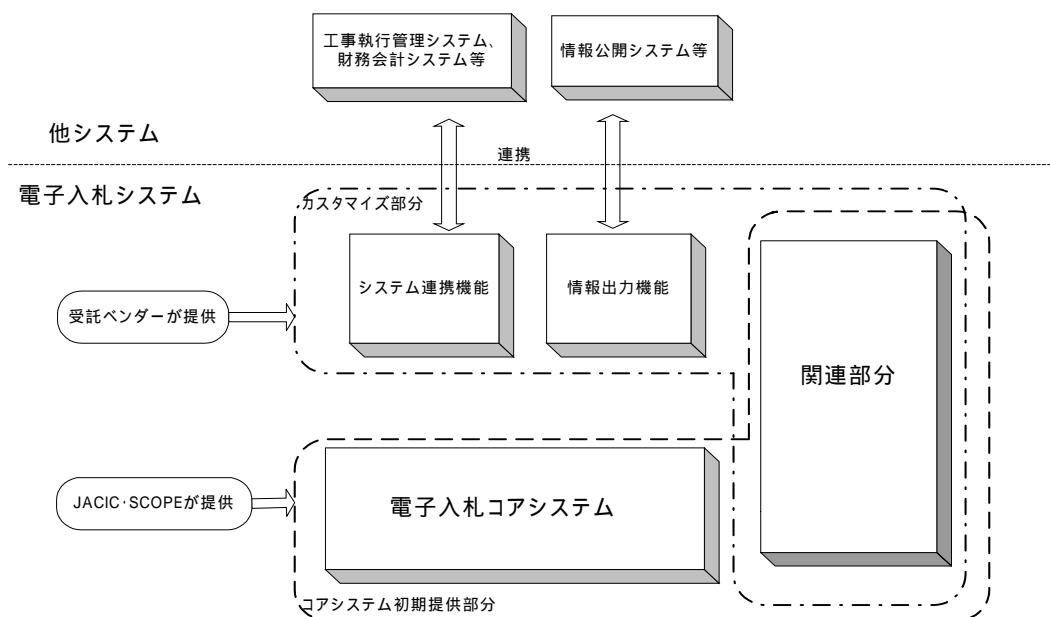 工事執行管理システム、
財務会計システム等
情報公開システム等
他システム
連携
電子入札システム
カスタマイズ部分
システム連携機能
情報出力機能
受託ベンダーが提供
関連部分
JACIC・SCOPEが提供
電子入札コアシステム
コアシステム初期提供部分